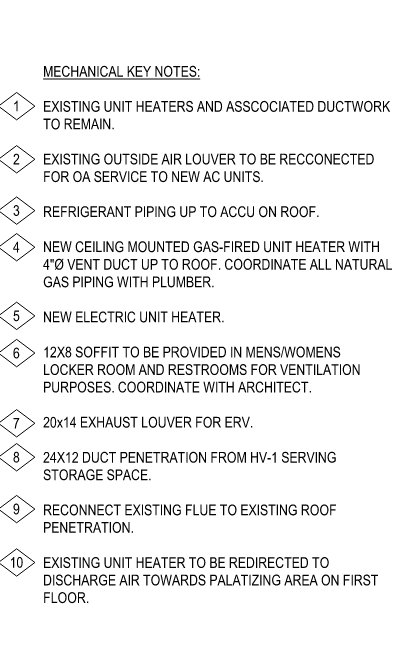 MECHANICAL KEY NOTES:
1 EXISTING UNIT HEATERS AND ASSCOCIATED DUCTWORK
TO REMAIN.
2 EXISTING OUTSIDE AIR LOUVER TO BE RECCONECTED
FOR OA SERVICE TO NEW AC UNITS.
3 REFRIGERANT PIPING UP TO ACCU ON ROOF.
4 NEW CEILING MOUNTED GAS-FIRED UNIT HEATER WITH
4"Ø VENT DUCT UP TO ROOF. COORDINATE ALL NATURAL
GAS PIPING WITH PLUMBER.
5 NEW ELECTRIC UNIT HEATER.
6 12X8 SOFFIT TO BE PROVIDED IN MENS/WOMENS
LOCKER ROOM AND RESTROOMS FOR VENTILATION
PURPOSES. COORDINATE WITH ARCHITECT.
7 20x14 EXHAUST LOUVER FOR ERV.
8 24X12 DUCT PENETRATION FROM HV-1 SERVING
STORAGE SPACE.
9 RECONNECT EXISTING FLUE TO EXISTING ROOF
PENETRATION.
10 EXISTING UNIT HEATER TO BE REDIRECTED TO
DISCHARGE AIR TOWARDS PALATIZING AREA ON FIRST
FLOOR.